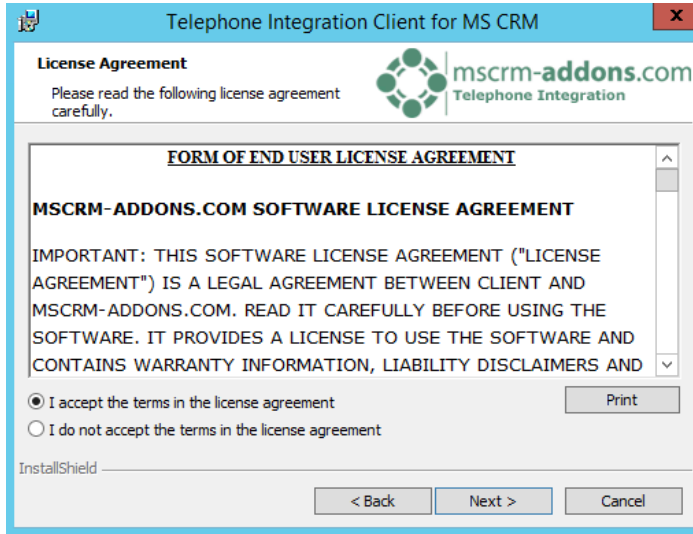 Telephone Integration Client for MS CRM
x
License Agreement
Please read the following license agreement
carefully.
mscrm-addons.com
Telephone Integration
FORM OF END USER LICENSE AGREEMENT
MSCRM-ADDONS.COM SOFTWARE LICENSE AGREEMENT
IMPORTANT: THIS SOFTWARE LICENSE AGREEMENT ("LICENSE
AGREEMENT") IS A LEGAL AGREEMENT BETWEEN CLIENT AND
MSCRM-ADDONS.COM. READ IT CAREFULLY BEFORE USING THE
SOFTWARE. IT PROVIDES A LICENSE TO USE THE SOFTWARE AND
CONTAINS WARRANTY INFORMATION, LIABILITY DISCLAIMERS AND
I accept the terms in the license agreement
Print
I do not accept the terms in the license agreement
InstallShield
< Back
Next >
Cancel